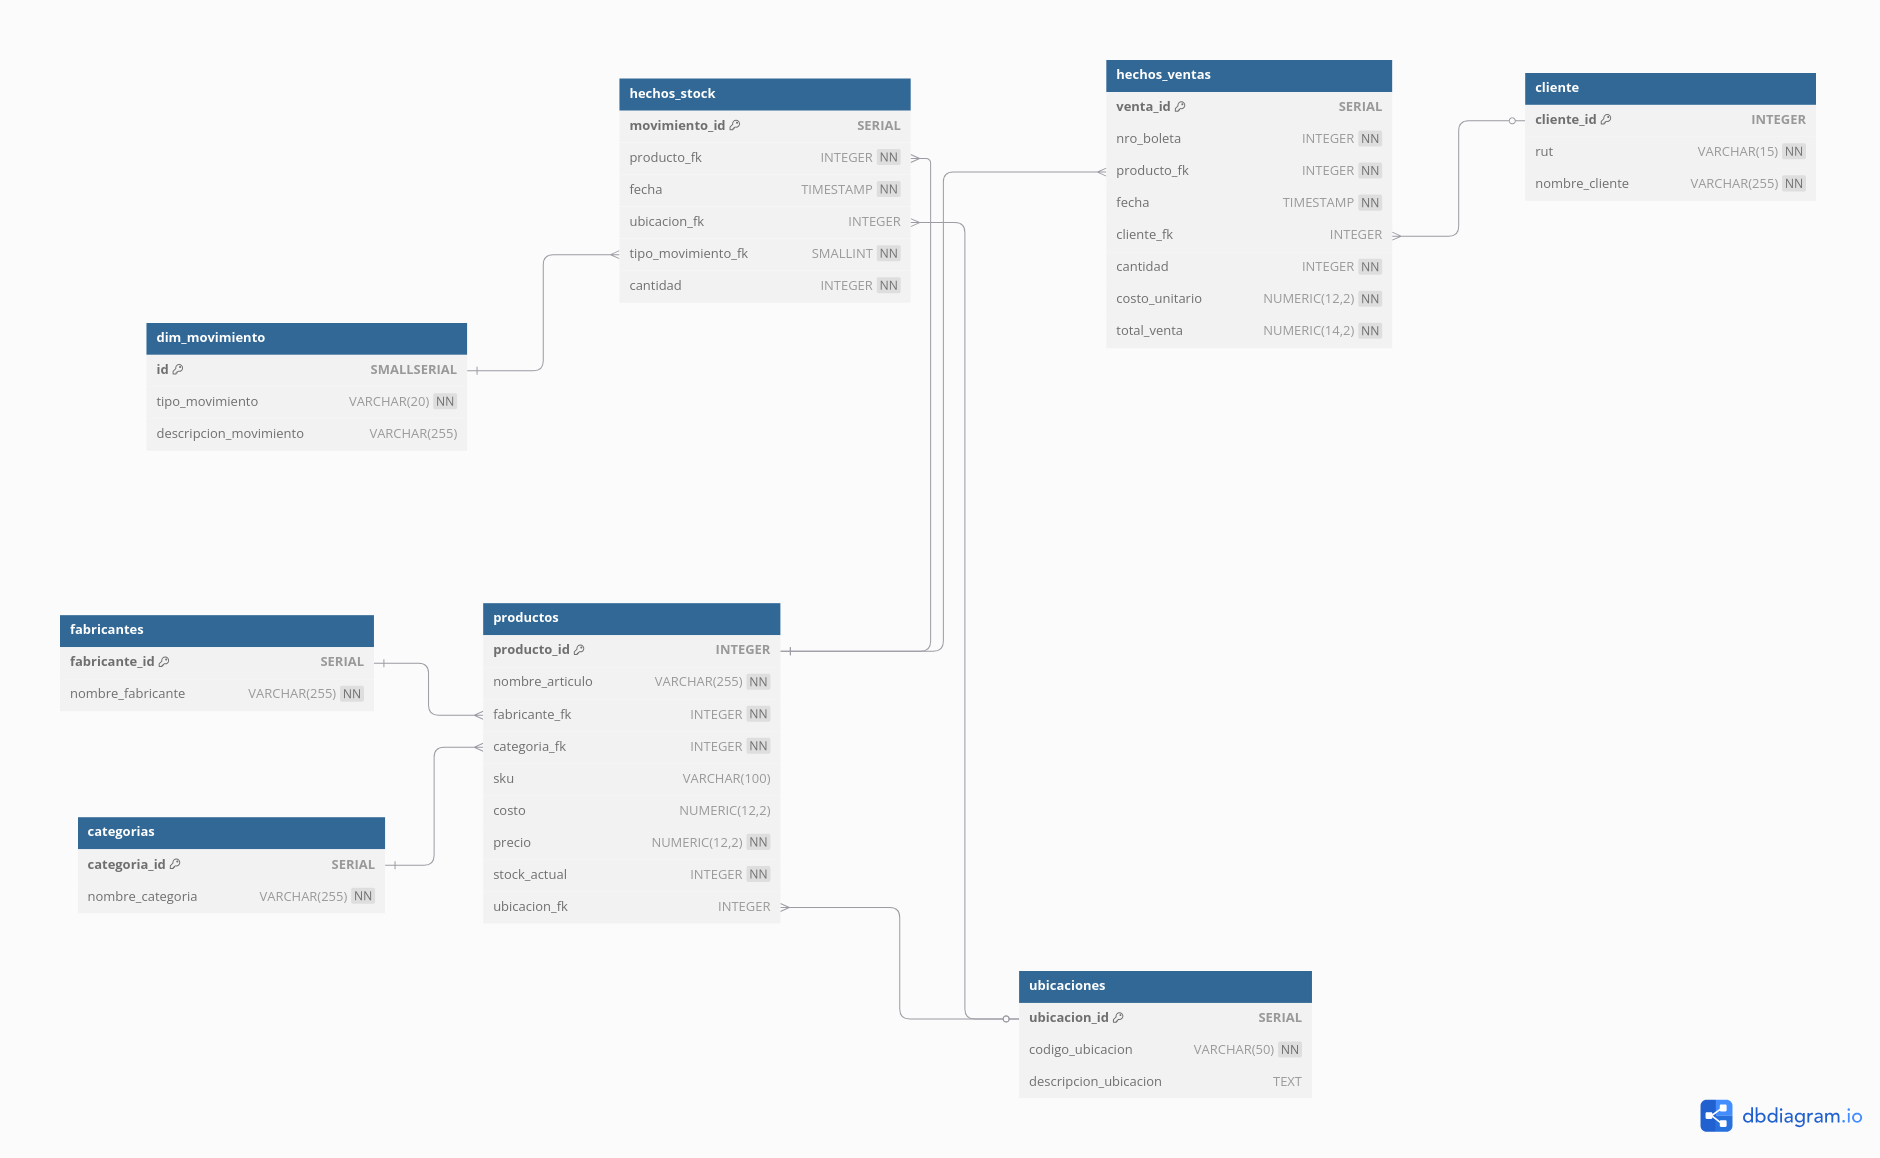 hechos_stock
movimiento_id SERIAL
producto_fk INTEGER NN
fecha TIMESTAMP NN
ubicacion_fk INTEGER
tipo_movimiento_fk SMALLINT NN
cantidad INTEGER NN
hechos_ventas
venta_id SERIAL
nro_boleta INTEGER NN
producto_fk INTEGER NN
fecha TIMESTAMP NN
cliente_fk INTEGER
cantidad INTEGER NN
costo_unitario NUMERIC(12,2) NN
total_venta NUMERIC(14,2) NN
cliente
cliente_id INTEGER
rut VARCHAR(15) NN
nombre_cliente VARCHAR(255) NN
dim_movimiento
id SMALLSERIAL
tipo_movimiento VARCHAR(20) NN
descripcion_movimiento VARCHAR(255)
fabricantes
fabricante_id SERIAL
nombre_fabricante VARCHAR(255) NN
productos
producto_id INTEGER
nombre_articulo VARCHAR(255) NN
fabricante_fk INTEGER NN
categoria_fk INTEGER NN
sku VARCHAR(100)
costo NUMERIC(12,2)
precio NUMERIC(12,2) NN
stock_actual INTEGER NN
ubicacion_fk INTEGER
categorias
categoria_id SERIAL
nombre_categoria VARCHAR(255) NN
ubicaciones
ubicacion_id SERIAL
codigo_ubicacion VARCHAR(50) NN
descripcion_ubicacion TEXT
dbdiagram.io